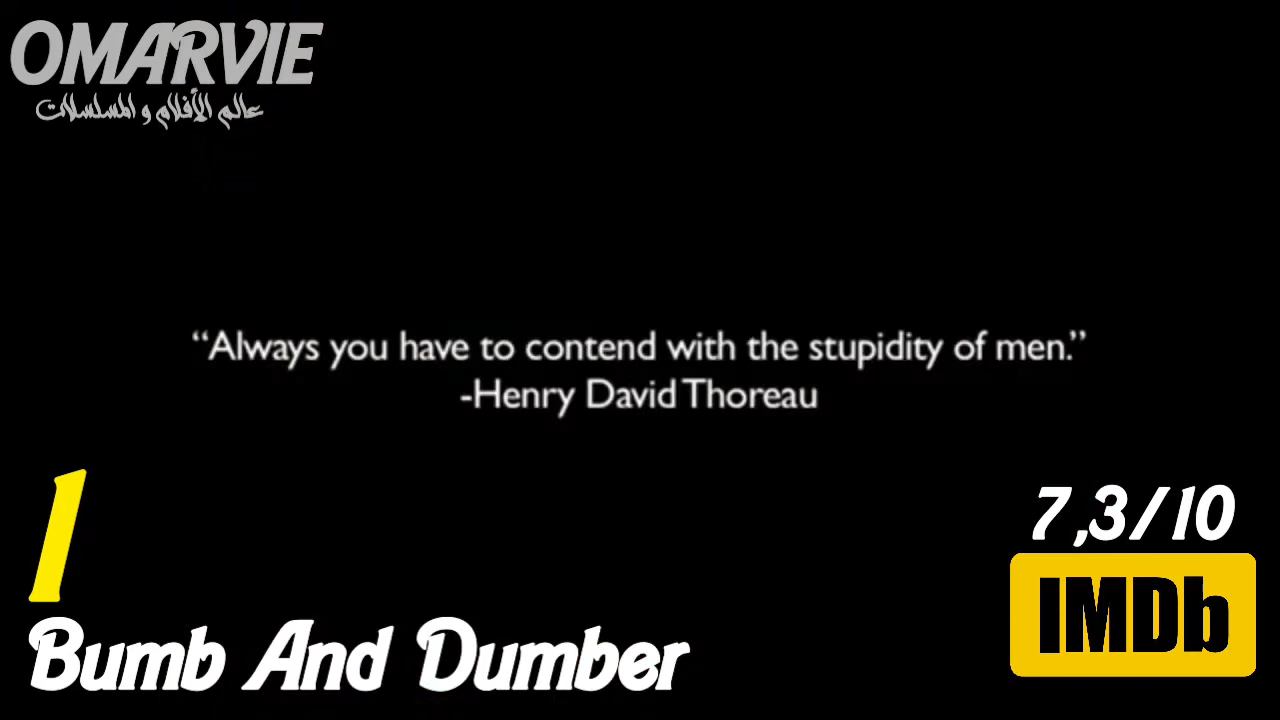 OMARVIE
عالم الأفلام و المسلسلات
“Always you have to contend with the stupidity of men.”
-Henry David Thoreau
1
7,3/10
IMDb
Bumb And Dumber